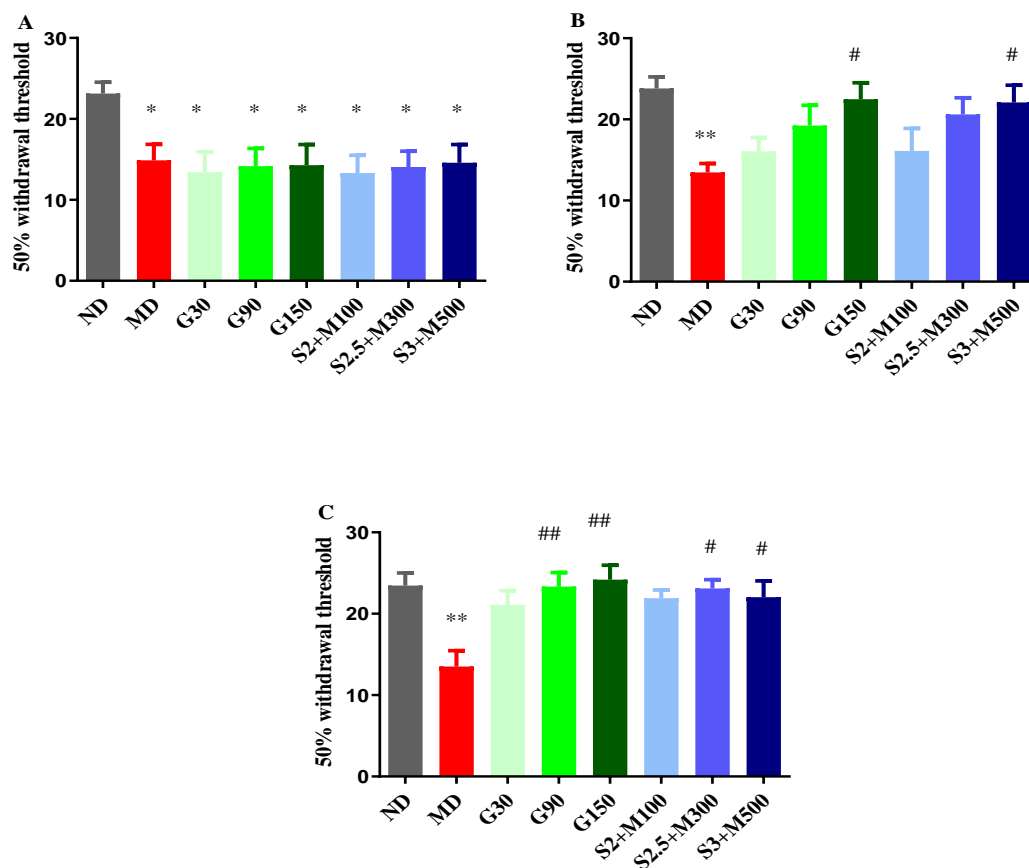 A
50% withdrawal threshold
30
20
10
0
* * * * * * *
ND MD G30 G90 G150 S2+M100 S2.5+M300 S3+M500
B
50% withdrawal threshold
30
20
10
0
** # #
ND MD G30 G90 G150 S2+M100 S2.5+M300 S3+M500
C
50% withdrawal threshold
30
20
10
0
** ## ## # #
ND MD G30 G90 G150 S2+M100 S2.5+M300 S3+M500